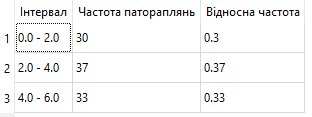 Інтервал Частота патораплянь Відносна частота
1 0.0 - 2.0 30 0.3
2 2.0 - 4.0 37 0.37
3 4.0 - 6.0 33 0.33